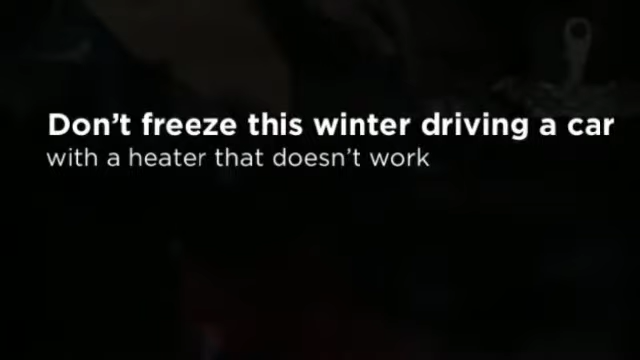 Don’t freeze this winter driving a car
with a heater that doesn’t work